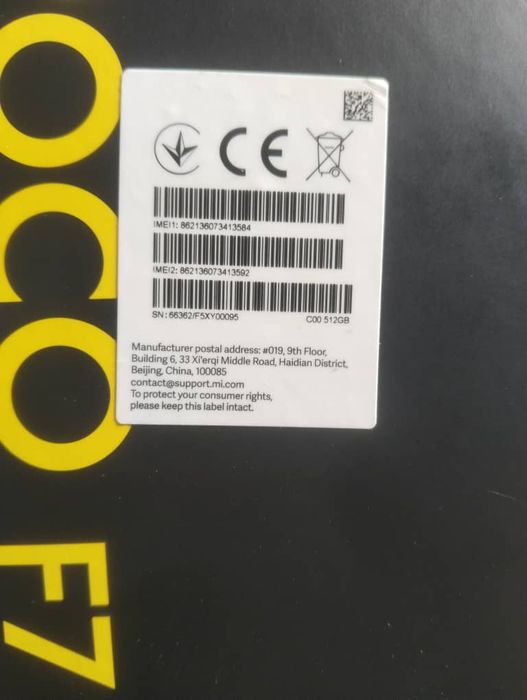 POCO F7
CE
IMEI1: 862136073413584
IMEI2: 862136073413592
SN: 66362/F5XY00095 C00 512GB
Manufacturer postal address: #019, 9th Floor,
Building 6, 33 Xi'erqi Middle Road, Haidian District,
Beijing, China, 100085
contact@support.mi.com
To protect your consumer rights,
please keep this label intact.